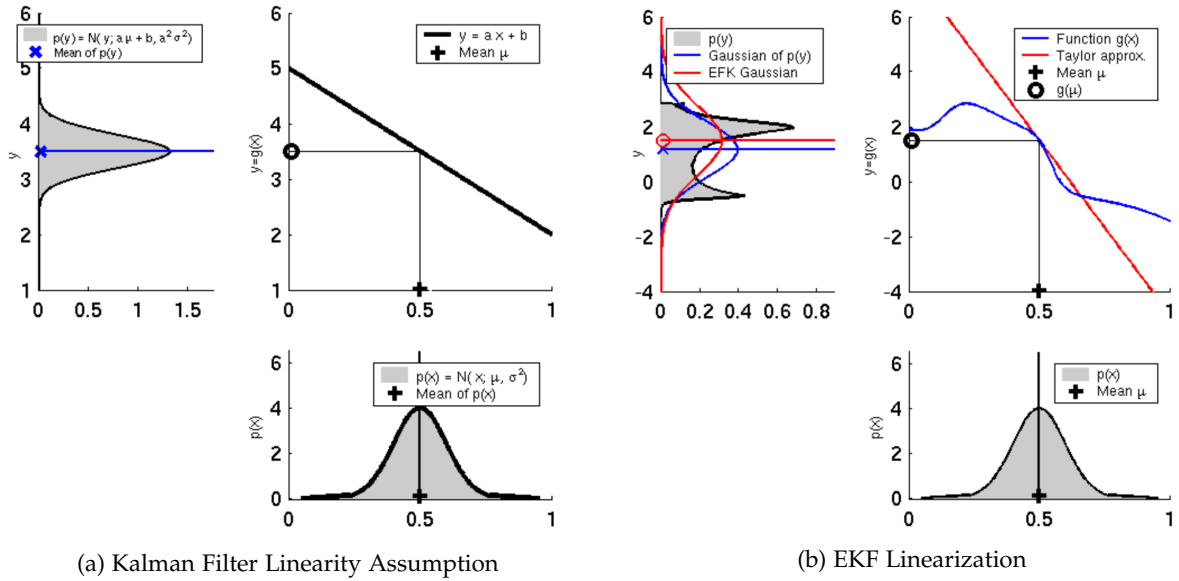 p(y) = N( y; a μ + b, a² σ²)
Mean of p(y)
6
5
4
3
2
1
y
0 0.5 1 1.5
y = a x + b
Mean μ
6
5
4
3
2
1
y=g(x)
0 0.5 1
p(x) = N( x; μ, σ²)
Mean of p(x)
6
4
2
0
p(x)
0 0.5 1
(a) Kalman Filter Linearity Assumption
p(y)
Gaussian of p(y)
EFK Gaussian
6
4
2
0
-2
-4
y
0 0.2 0.4 0.6 0.8
Function g(x)
Taylor approx.
Mean μ
g(μ)
6
4
2
0
-2
-4
y=g(x)
0 0.5 1
p(x)
Mean μ
6
4
2
0
p(x)
0 0.5 1
(b) EKF Linearization